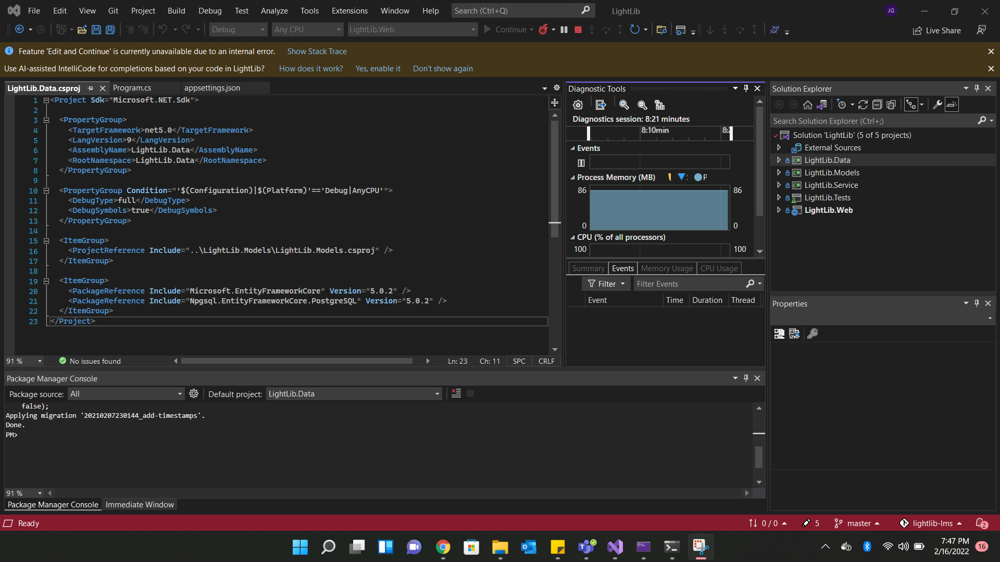 File Edit View Git Project Build Debug Test Analyze Tools Extensions Window Help Search (Ctrl+Q) LightLib JG
Debug Any CPU LightLib.Web Continue Live Share
Feature 'Edit and Continue' is currently unavailable due to an internal error. Show Stack Trace
Use AI-assisted IntelliCode for completions based on your code in LightLib? How does it work? Yes, enable it Don't show again
LightLib.Data.csproj Program.cs appsettings.json
1 <Project Sdk="Microsoft.NET.Sdk">
2
3 <PropertyGroup>
4 <TargetFramework>net5.0</TargetFramework>
5 <LangVersion>9</LangVersion>
6 <AssemblyName>LightLib.Data</AssemblyName>
7 <RootNamespace>LightLib.Data</RootNamespace>
8 </PropertyGroup>
9
10 <PropertyGroup Condition="'$(Configuration)|$(Platform)'=='Debug|AnyCPU'">
11 <DebugType>full</DebugType>
12 <DebugSymbols>true</DebugSymbols>
13 </PropertyGroup>
14
15 <ItemGroup>
16 <ProjectReference Include="..\LightLib.Models\LightLib.Models.csproj" />
17 </ItemGroup>
18
19 <ItemGroup>
20 <PackageReference Include="Microsoft.EntityFrameworkCore" Version="5.0.2" />
21 <PackageReference Include="Npgsql.EntityFrameworkCore.PostgreSQL" Version="5.0.2" />
22 </ItemGroup>
23 </Project>
91 % No issues found Ln: 23 Ch: 11 SPC CRLF
Diagnostic Tools
Diagnostics session: 8:21 minutes
8:10min 8:2
Events
Process Memory (MB) P
86 86
0 0
CPU (% of all processors)
100 100
Summary Events Memory Usage CPU Usage
Filter Filter Events
Event Time Duration Thread
Solution Explorer
Search Solution Explorer (Ctrl+;)
Solution 'LightLib' (5 of 5 projects)
External Sources
LightLib.Data
LightLib.Models
LightLib.Service
LightLib.Tests
LightLib.Web
Properties
Package Manager Console
Package source: All Default project: LightLib.Data
false);
Applying migration '20210207230144_add-timestamps'.
Done.
PM>
91 %
Package Manager Console Immediate Window
Ready 0 / 0 5 master lightlib-lms 2
7:47 PM
2/16/2022 16